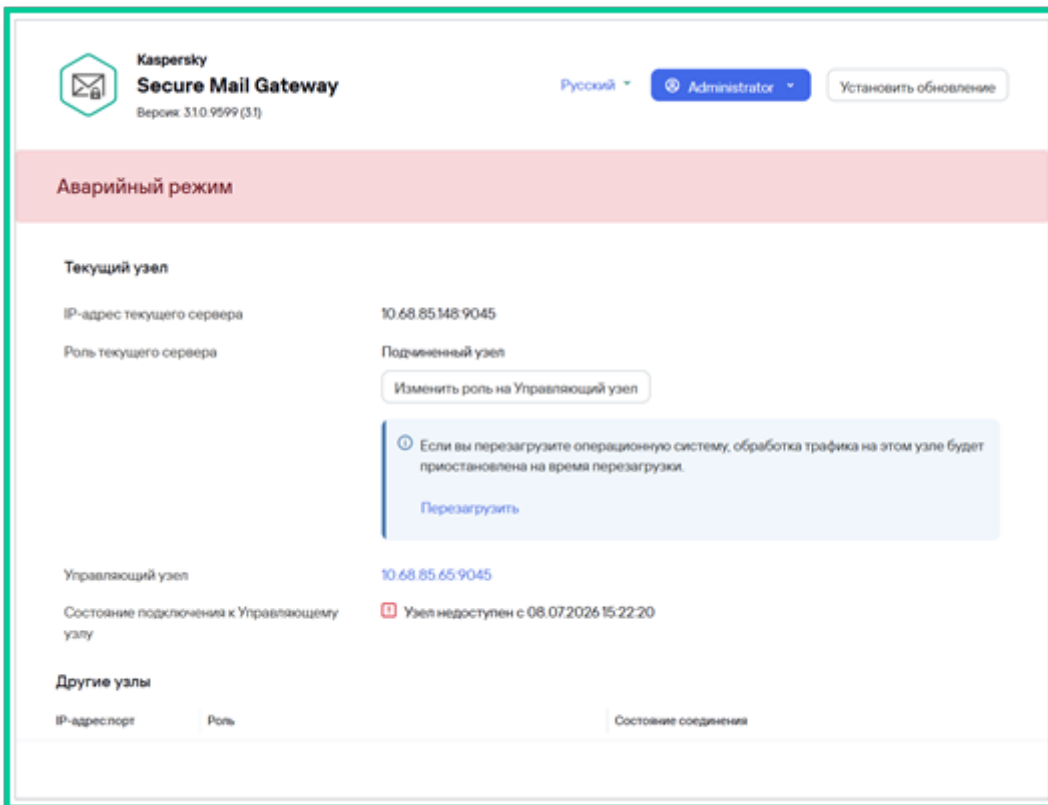 Kaspersky
Secure Mail Gateway
Версия: 3.1.0.9599 (3.1)
Русский
Administrator
Установить обновление
Аварийный режим
Текущий узел
IP-адрес текущего сервера
10.68.85.148:9045
Роль текущего сервера
Подчиненный узел
Изменить роль на Управляющий узел
Если вы перезагрузите операционную систему, обработка трафика на этом узле будет
приостановлена на время перезагрузки.
Перезагрузить
Управляющий узел
10.68.85.65:9045
Состояние подключения к Управляющему
узлу
Узел недоступен с 08.07.2026 15:22:20
Другие узлы
IP-адрес:порт
Роль
Состояние соединения